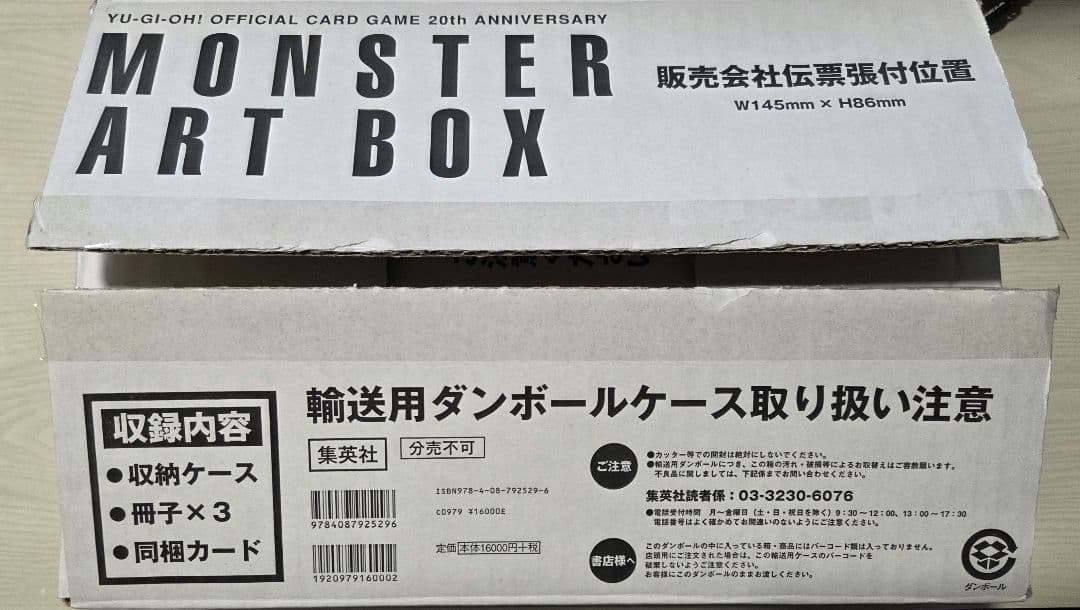 YU-GI-OH! OFFICIAL CARD GAME 20th ANNIVERSARY
MONSTER
ART BOX
販売会社伝票張付位置
W145mm × H86mm
収録内容
●収納ケース
●冊子×3
●同梱カード
輸送用ダンボールケース取り扱い注意
集英社
分売不可
9784087925296
1920979160002
ISBN978-4-08-792529-6
C0979 ¥16000E
定価 本体16000円+税
ご注意
●カッター等での開封は絶対にしないでください。
●輸送用ダンボールにつき、この箱の汚れ・破損等によるお取替えはご容赦願います。
不良品に関しましては、下記係までお問い合わせください。
集英社読者係：03-3230-6076
●電話受付時間 月〜金曜日（土・日・祝日を除く）9：30〜12：00、13：00〜17：30
電話番号はよく確かめてお間違いのないようにご注意ください。
書店様へ
このダンボールの中に入っている箱・商品にはバーコード類は入っておりません。
店頭用にご注文された場合は、この輸送用ケースのバーコードを
破棄しないようご注意ください。
お客様にこのダンボールのままお渡しください。
ダンボール